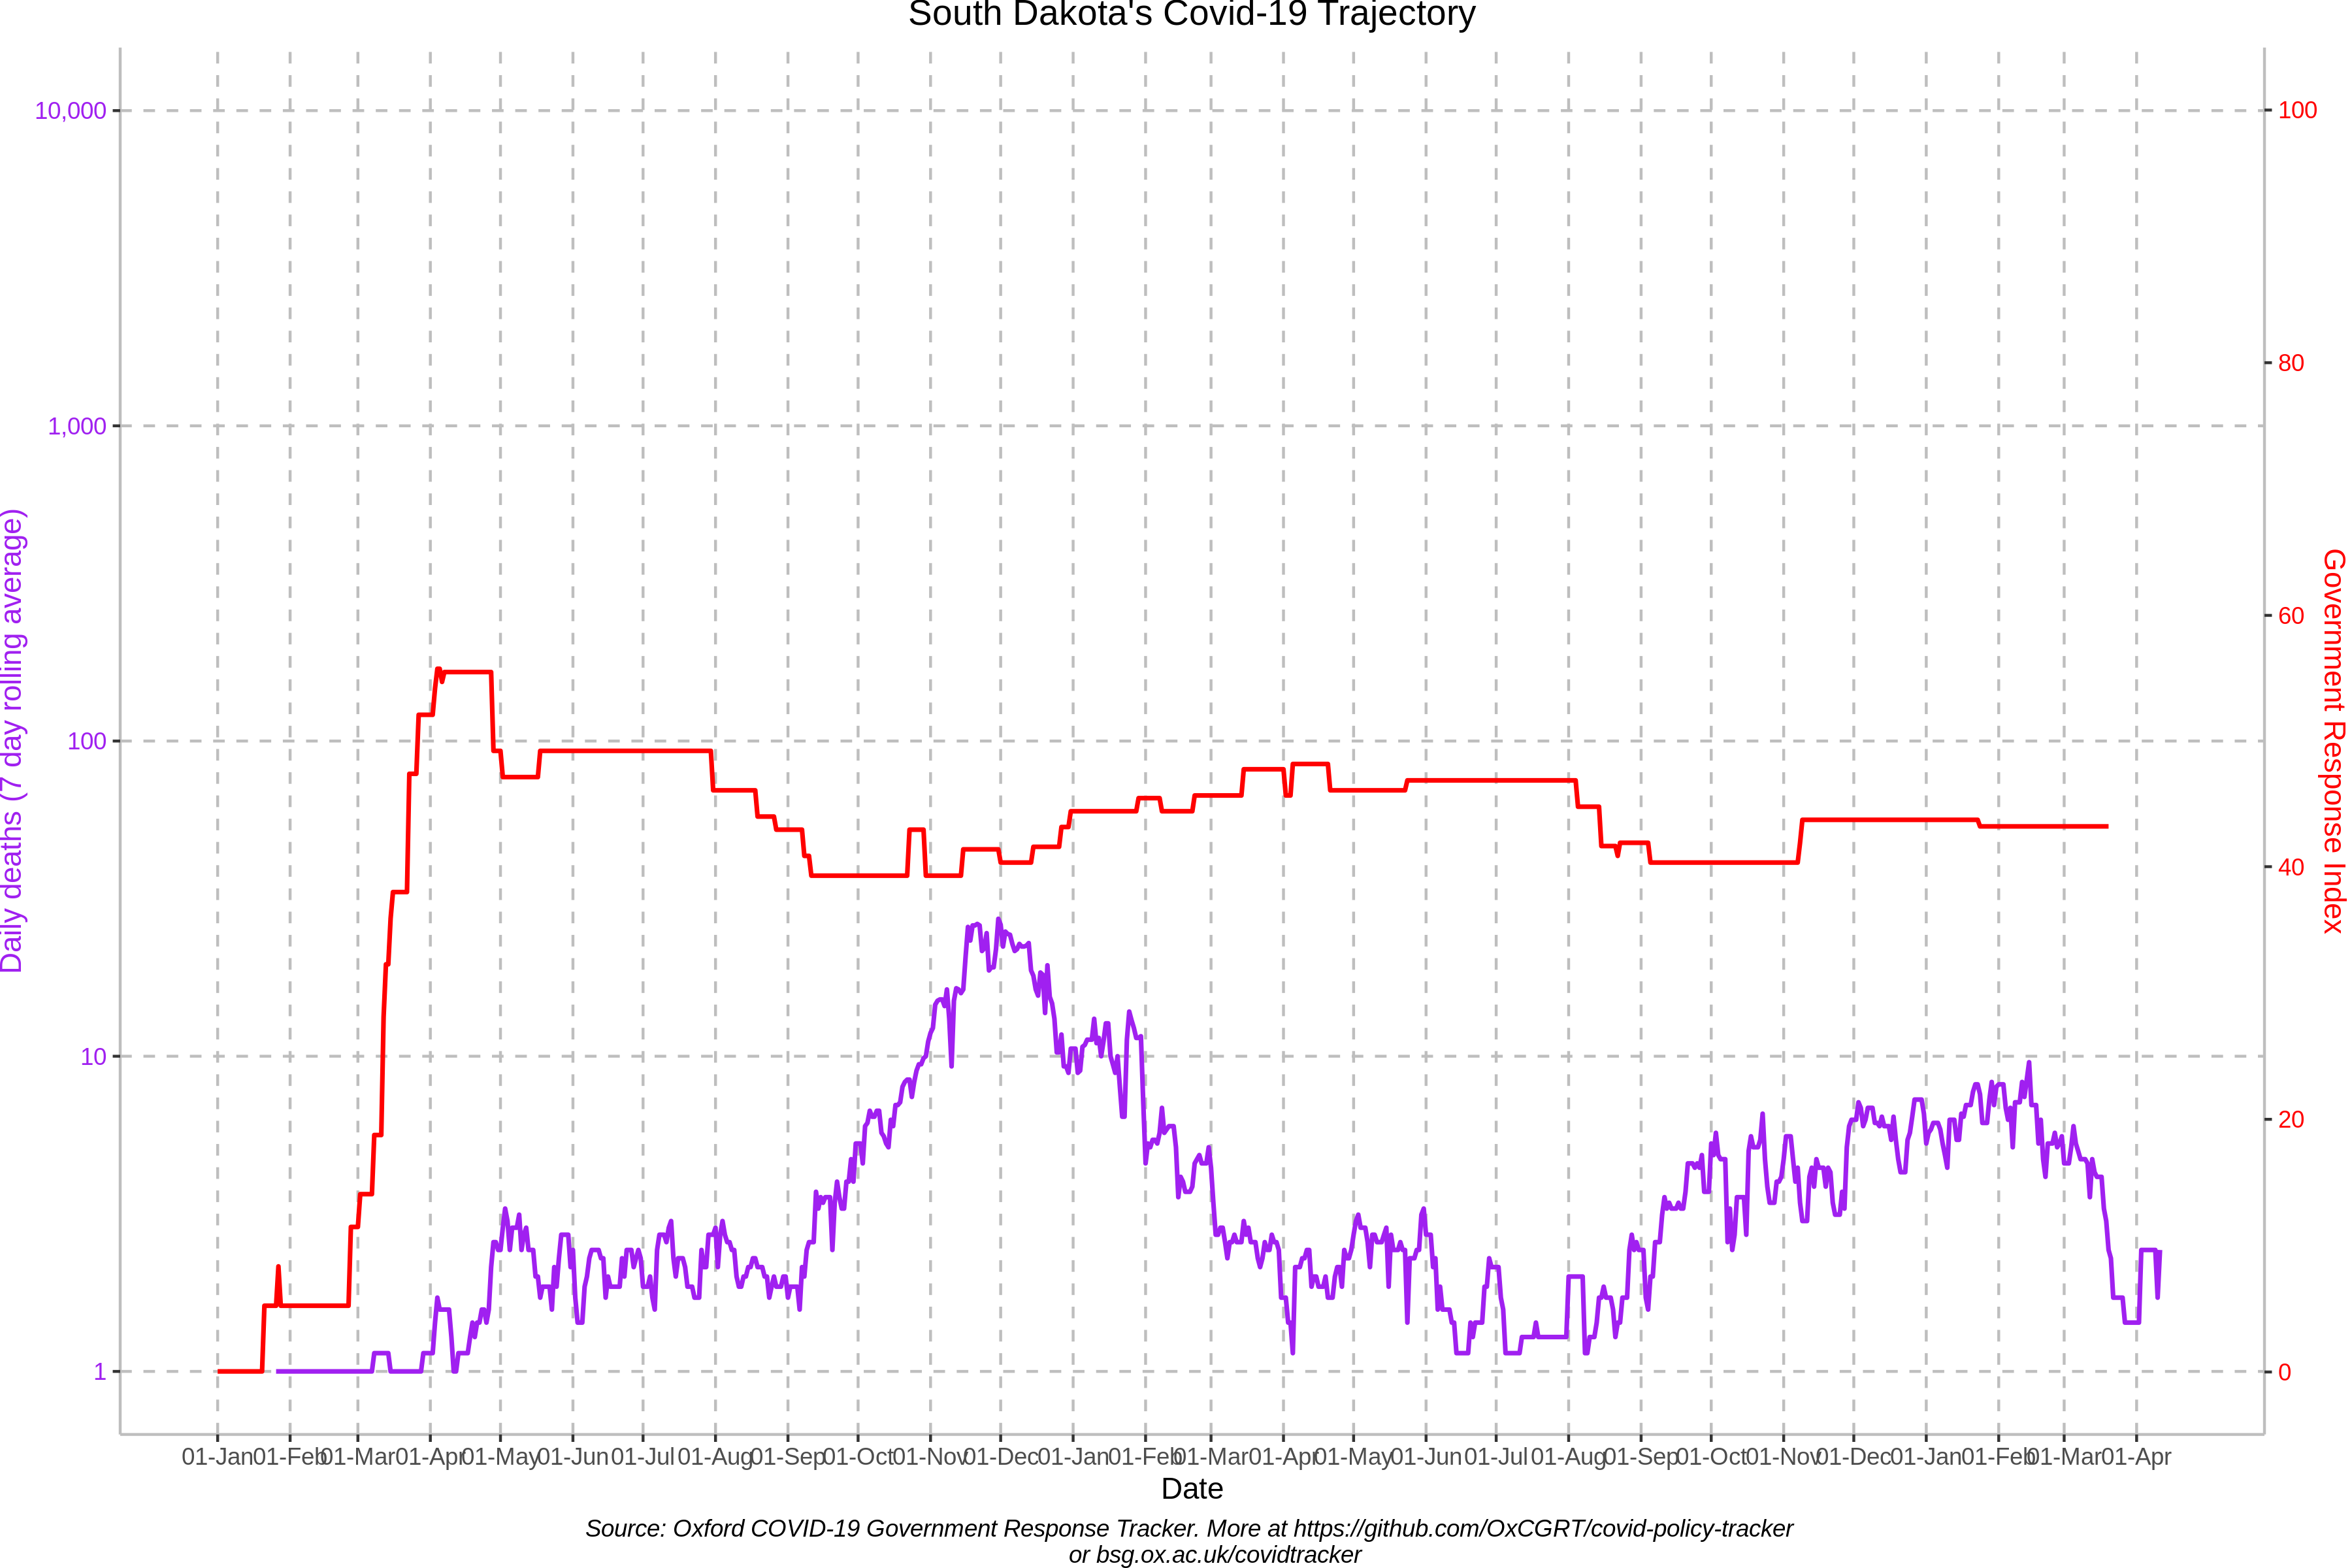 South Dakota's Covid-19 Trajectory
10,000
1,000
100
10
1
Daily deaths (7 day rolling average)
100
80
60
40
20
0
Government Response Index
01-Jan 01-Feb 01-Mar 01-Apr 01-May 01-Jun 01-Jul 01-Aug 01-Sep 01-Oct 01-Nov 01-Dec 01-Jan 01-Feb 01-Mar 01-Apr 01-May 01-Jun 01-Jul 01-Aug 01-Sep 01-Oct 01-Nov 01-Dec 01-Jan 01-Feb 01-Mar 01-Apr
Date
Source: Oxford COVID-19 Government Response Tracker. More at https://github.com/OxCGRT/covid-policy-tracker
or bsg.ox.ac.uk/covidtracker